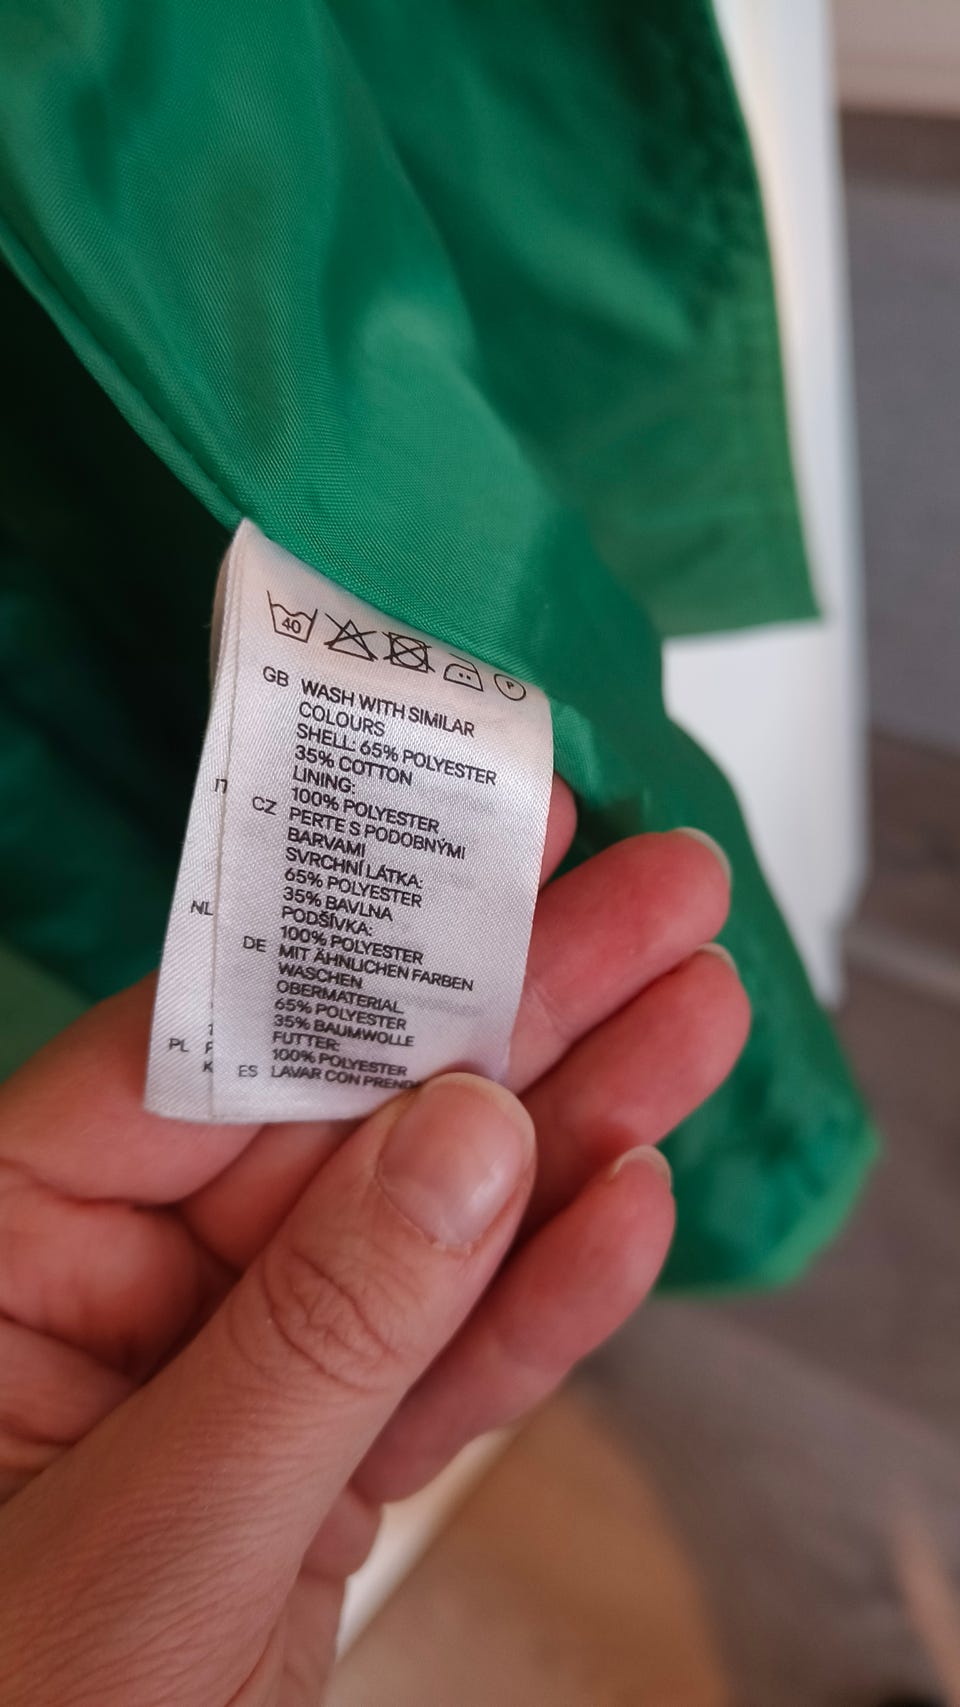 40
P
GB WASH WITH SIMILAR
COLOURS
SHELL: 65% POLYESTER
35% COTTON
LINING:
100% POLYESTER
CZ PERTE S PODOBNÝMI
BARVAMI
SVRCHNÍ LÁTKA:
65% POLYESTER
35% BAVLNA
PODŠÍVKA:
100% POLYESTER
DE MIT ÄHNLICHEN FARBEN
WASCHEN
OBERMATERIAL
65% POLYESTER
35% BAUMWOLLE
FUTTER:
100% POLYESTER
ES LAVAR CON
IT
NL
PL